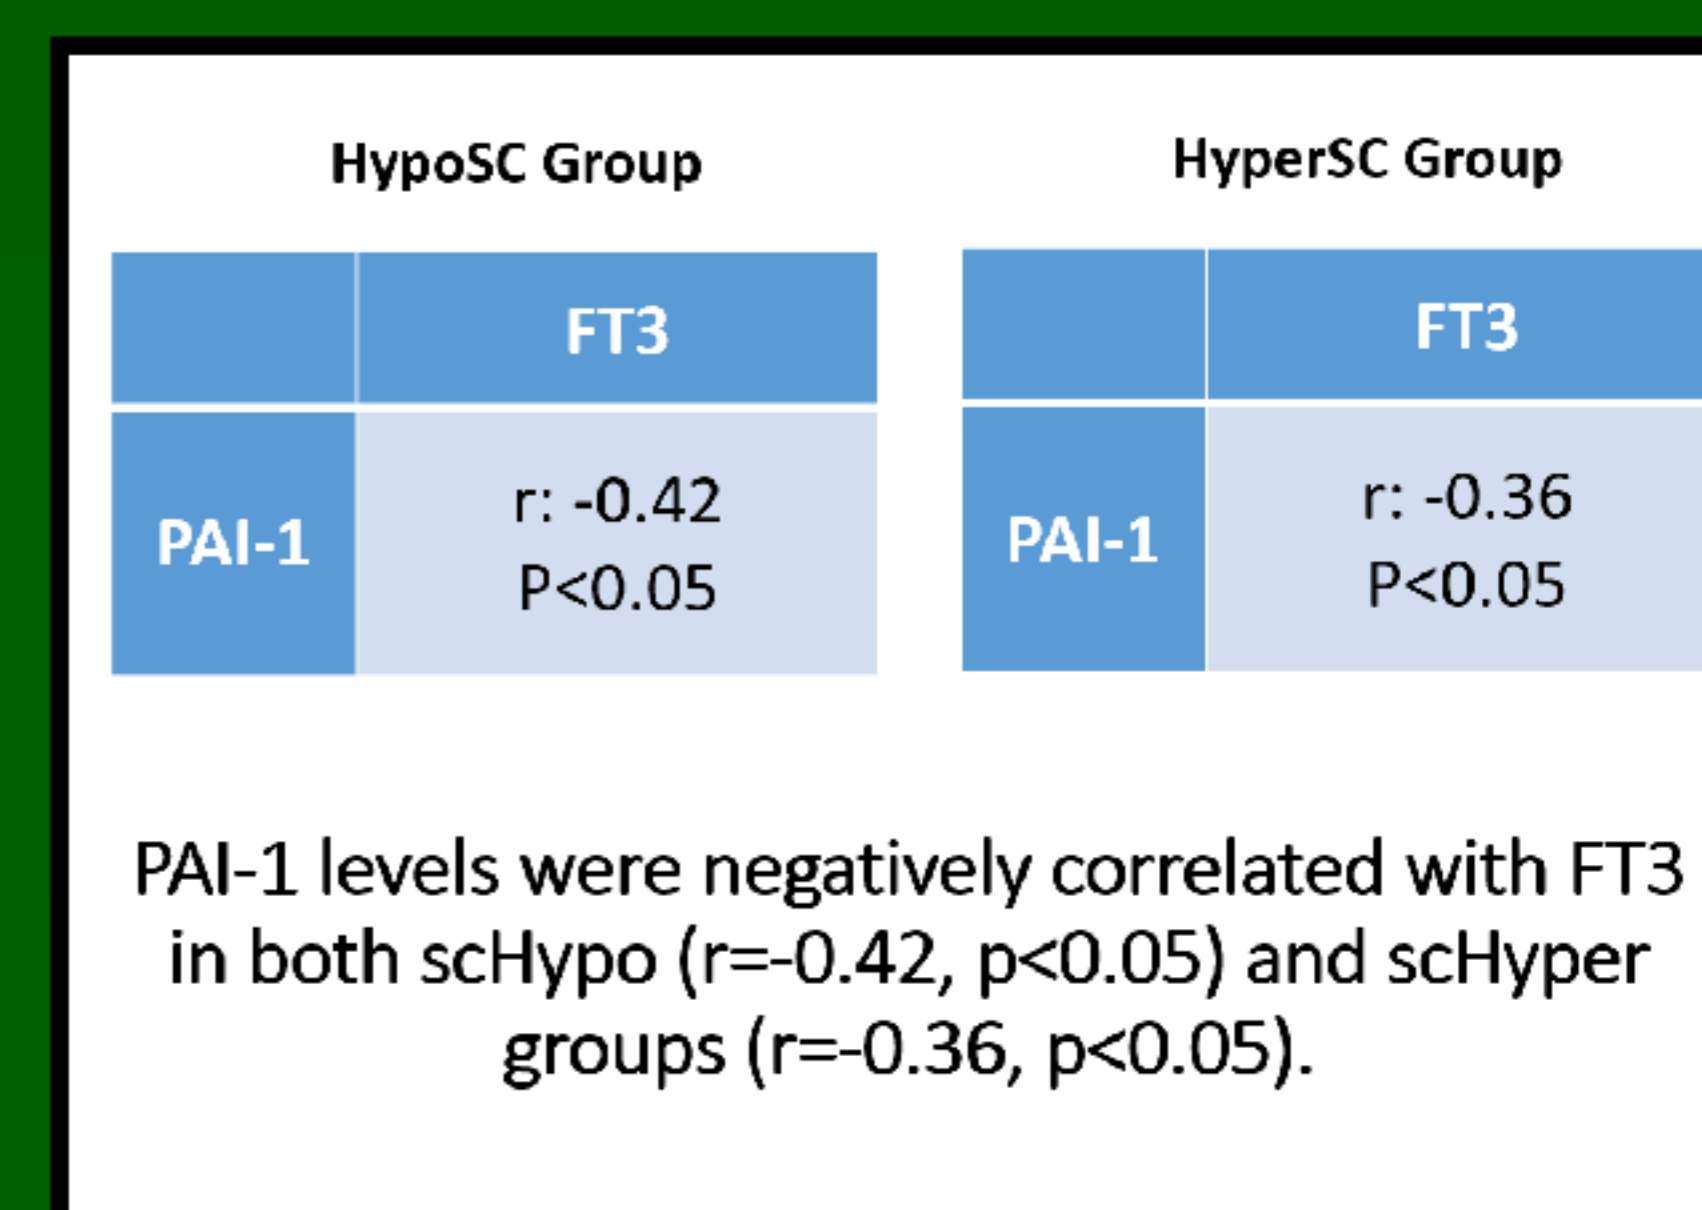 HypoSC Group
FT3
PAI-1
r: -0.42
P<0.05
HyperSC Group
FT3
PAI-1
r: -0.36
P<0.05
PAI-1 levels were negatively correlated with FT3
in both scHypo (r=-0.42, p<0.05) and scHyper
groups (r=-0.36, p<0.05).